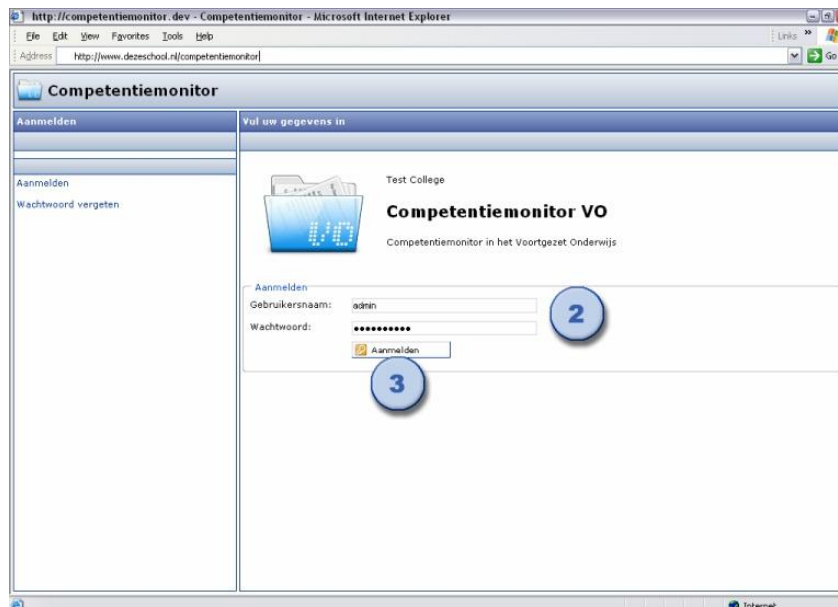 http://competentiemonitor.dev - Competentiemonitor - Microsoft Internet Explorer
File Edit View Favorites Tools Help
Links »
Address http://www.dezeschool.nl/competentiemonitor
Go
Competentiemonitor
Aanmelden
Vul uw gegevens in
Aanmelden
Wachtwoord vergeten
VO
Test College
Competentiemonitor VO
Competentiemonitor in het Voortgezet Onderwijs
Aanmelden
Gebruikersnaam: admin
2
Wachtwoord: ••••••••••
Aanmelden
3
Internet